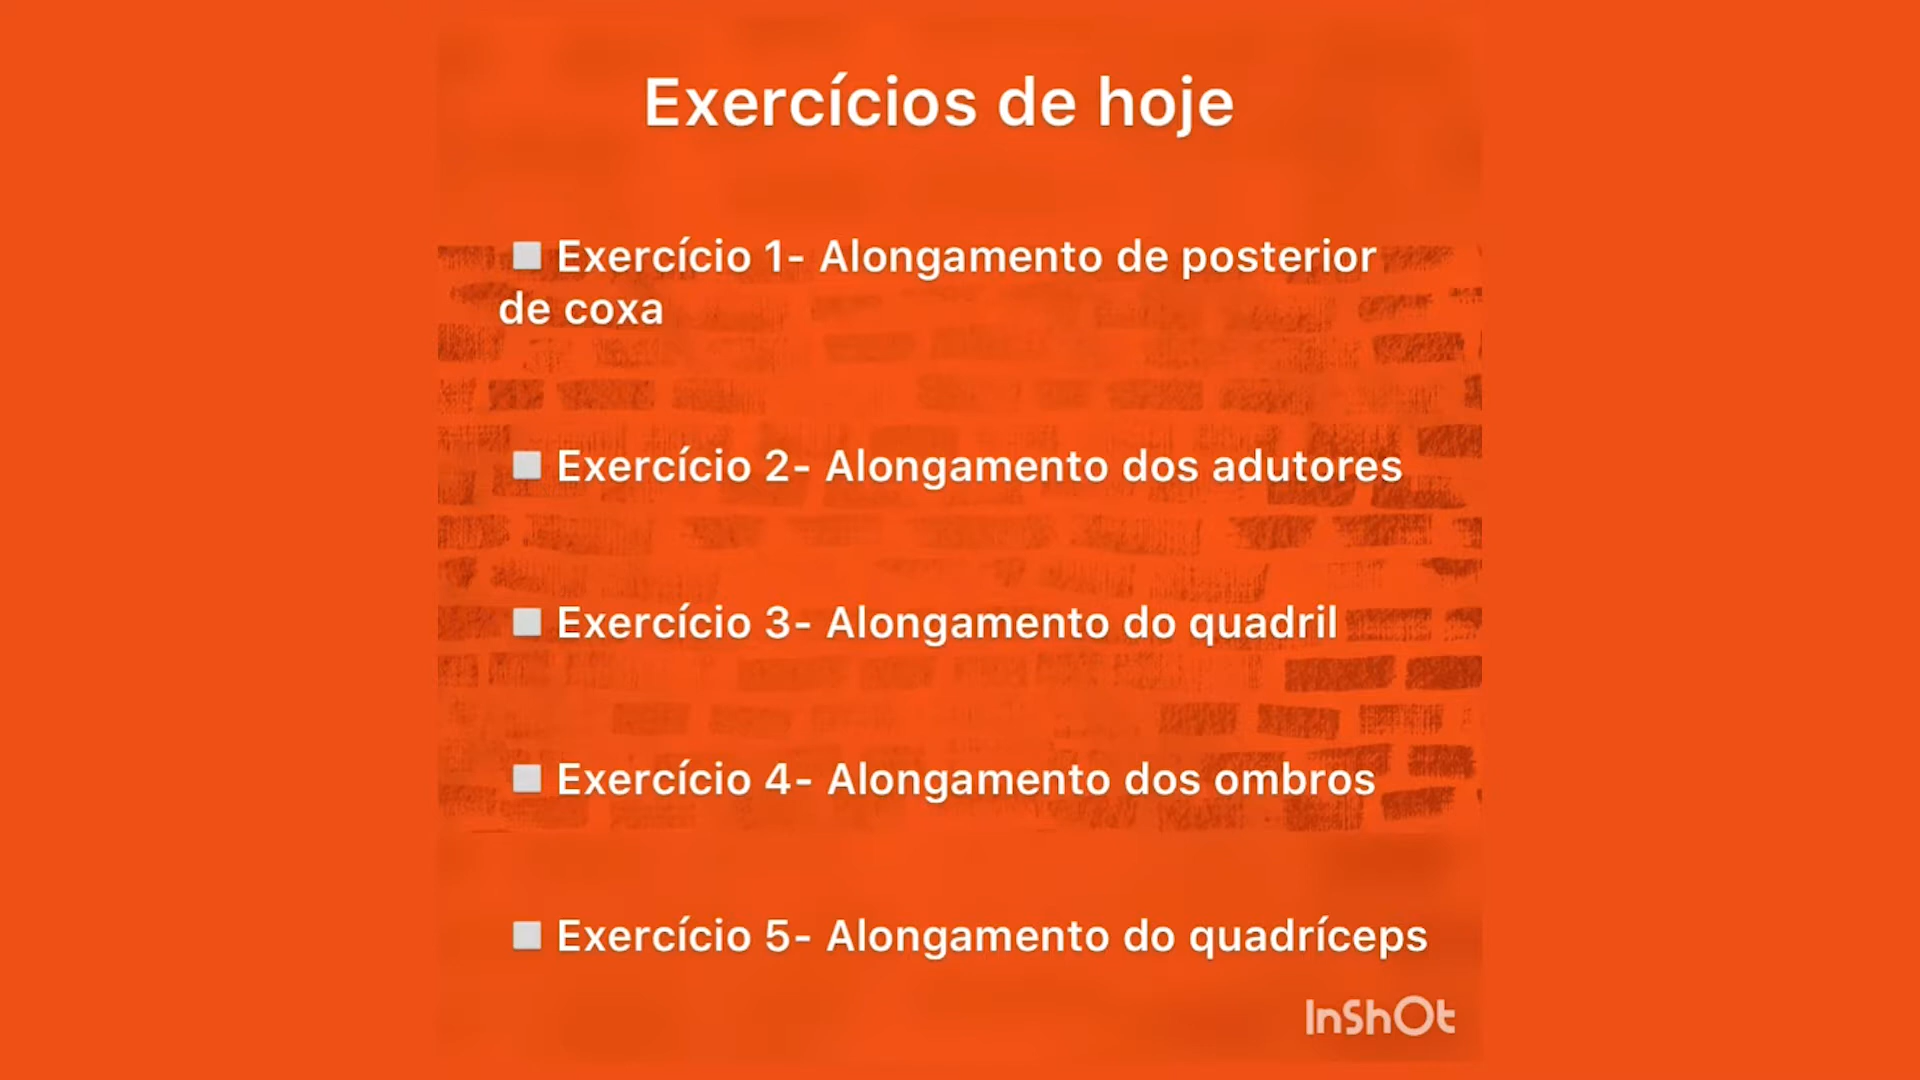 Exercícios de hoje
◻️ Exercício 1- Alongamento de posterior
de coxa
◻️ Exercício 2- Alongamento dos adutores
◻️ Exercício 3- Alongamento do quadril
◻️ Exercício 4- Alongamento dos ombros
◻️ Exercício 5- Alongamento do quadríceps
InShOt